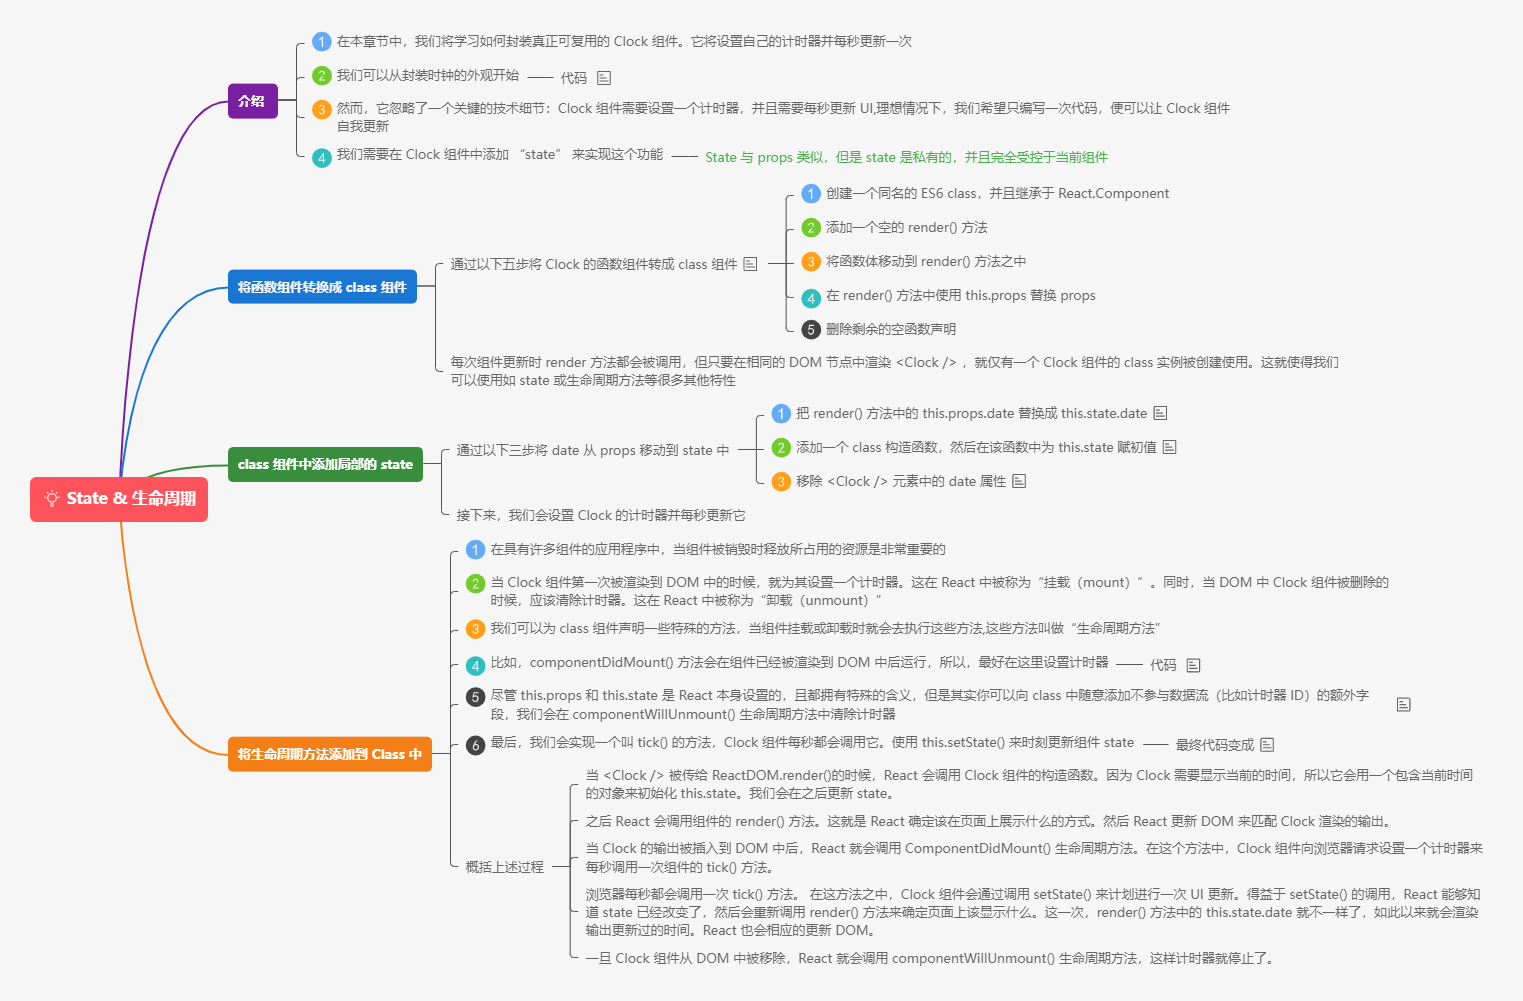 State & 生命周期
介绍
1 在本章节中，我们将学习如何封装真正可复用的 Clock 组件。它将设置自己的计时器并每秒更新一次
2 我们可以从封装时钟的外观开始
代码
3 然而，它忽略了一个关键的技术细节：Clock 组件需要设置一个计时器，并且需要每秒更新 UI,理想情况下，我们希望只编写一次代码，便可以让 Clock 组件
自我更新
4 我们需要在 Clock 组件中添加 “state” 来实现这个功能
State 与 props 类似，但是 state 是私有的，并且完全受控于当前组件
将函数组件转换成 class 组件
通过以下五步将 Clock 的函数组件转成 class 组件
1 创建一个同名的 ES6 class，并且继承于 React.Component
2 添加一个空的 render() 方法
3 将函数体移动到 render() 方法之中
4 在 render() 方法中使用 this.props 替换 props
5 删除剩余的空函数声明
每次组件更新时 render 方法都会被调用，但只要在相同的 DOM 节点中渲染 <Clock /> ，就仅有一个 Clock 组件的 class 实例被创建使用。这就使得我们
可以使用如 state 或生命周期方法等很多其他特性
class 组件中添加局部的 state
通过以下三步将 date 从 props 移动到 state 中
1 把 render() 方法中的 this.props.date 替换成 this.state.date
2 添加一个 class 构造函数，然后在该函数中为 this.state 赋初值
3 移除 <Clock /> 元素中的 date 属性
接下来，我们会设置 Clock 的计时器并每秒更新它
将生命周期方法添加到 Class 中
1 在具有许多组件的应用程序中，当组件被销毁时释放所占用的资源是非常重要的
2 当 Clock 组件第一次被渲染到 DOM 中的时候，就为其设置一个计时器。这在 React 中被称为“挂载（mount）”。同时，当 DOM 中 Clock 组件被删除的
时候，应该清除计时器。这在 React 中被称为“卸载（unmount）”
3 我们可以为 class 组件声明一些特殊的方法，当组件挂载或卸载时就会去执行这些方法,这些方法叫做“生命周期方法”
4 比如，componentDidMount() 方法会在组件已经被渲染到 DOM 中后运行，所以，最好在这里设置计时器
代码
5 尽管 this.props 和 this.state 是 React 本身设置的，且都拥有特殊的含义，但是其实你可以向 class 中随意添加不参与数据流（比如计时器 ID）的额外字
段，我们会在 componentWillUnmount() 生命周期方法中清除计时器
6 最后，我们会实现一个叫 tick() 的方法，Clock 组件每秒都会调用它。使用 this.setState() 来时刻更新组件 state
最终代码变成
概括上述过程
当 <Clock /> 被传给 ReactDOM.render()的时候，React 会调用 Clock 组件的构造函数。因为 Clock 需要显示当前的时间，所以它会用一个包含当前时间
的对象来初始化 this.state。我们会在之后更新 state。
之后 React 会调用组件的 render() 方法。这就是 React 确定该在页面上展示什么的方式。然后 React 更新 DOM 来匹配 Clock 渲染的输出。
当 Clock 的输出被插入到 DOM 中后，React 就会调用 ComponentDidMount() 生命周期方法。在这个方法中，Clock 组件向浏览器请求设置一个计时器来
每秒调用一次组件的 tick() 方法。
浏览器每秒都会调用一次 tick() 方法。 在这方法之中，Clock 组件会通过调用 setState() 来计划进行一次 UI 更新。得益于 setState() 的调用，React 能够知
道 state 已经改变了，然后会重新调用 render() 方法来确定页面上该显示什么。这一次，render() 方法中的 this.state.date 就不一样了，如此以来就会渲染
输出更新过的时间。React 也会相应的更新 DOM。
一旦 Clock 组件从 DOM 中被移除，React 就会调用 componentWillUnmount() 生命周期方法，这样计时器就停止了。